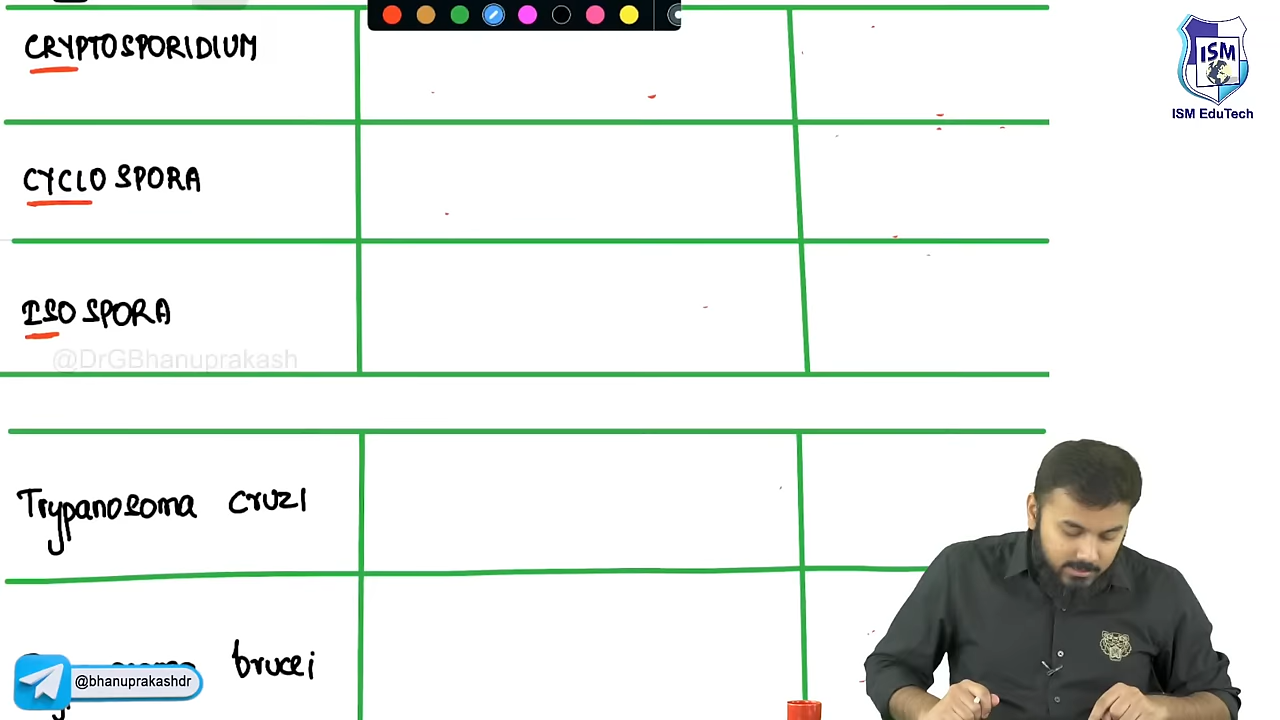 CRYPTOSPORIDIUM
ISM
ISM EduTech
CYCLOSPORA
ISOSPORA
@DrGBhanuprakash
Trypanosoma cruzi
brucei
@bhanuprakashdr